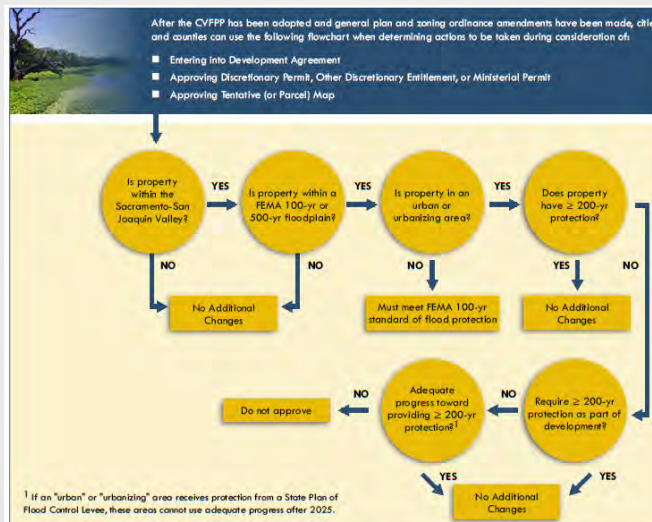 After the CVFPP has been adopted and general plan and zoning ordinance amendments have been made, citie
and counties can use the following flowchart when determining actions to be taken during consideration of:
■ Entering into Development Agreement
■ Approving Discretionary Permit, Other Discretionary Entitlement, or Ministerial Permit
■ Approving Tentative (or Parcel) Map
Is property
within the
Sacramento-San
Joaquin Valley?
YES
Is property within a
FEMA 100-yr or
500-yr floodplain?
YES
Is property in an
urban or
urbanizing area?
YES
Does property
have ≥ 200-yr
protection?
NO
NO
NO
YES
NO
No Additional
Changes
Must meet FEMA 100-yr
standard of flood protection
No Additional
Changes
Do not approve
NO
Adequate
progress toward
providing ≥ 200-yr
protection?1
NO
Require ≥ 200-yr
protection as part of
development?
YES
YES
No Additional
Changes
1 If an "urban" or "urbanizing" area receives protection from a State Plan of
Flood Control Levee, these areas cannot use adequate progress after 2025.